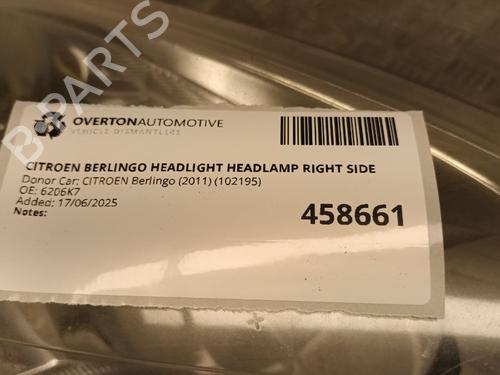 B-PARTS
OVERTONAUTOMOTIVE
VEHICLE DISMANTLERS
CITROEN BERLINGO HEADLIGHT HEADLAMP RIGHT SIDE
Donor Car: CITROEN Berlingo (2011) (102195)
OE: 6206K7
Added: 17/06/2025
Notes:
458661